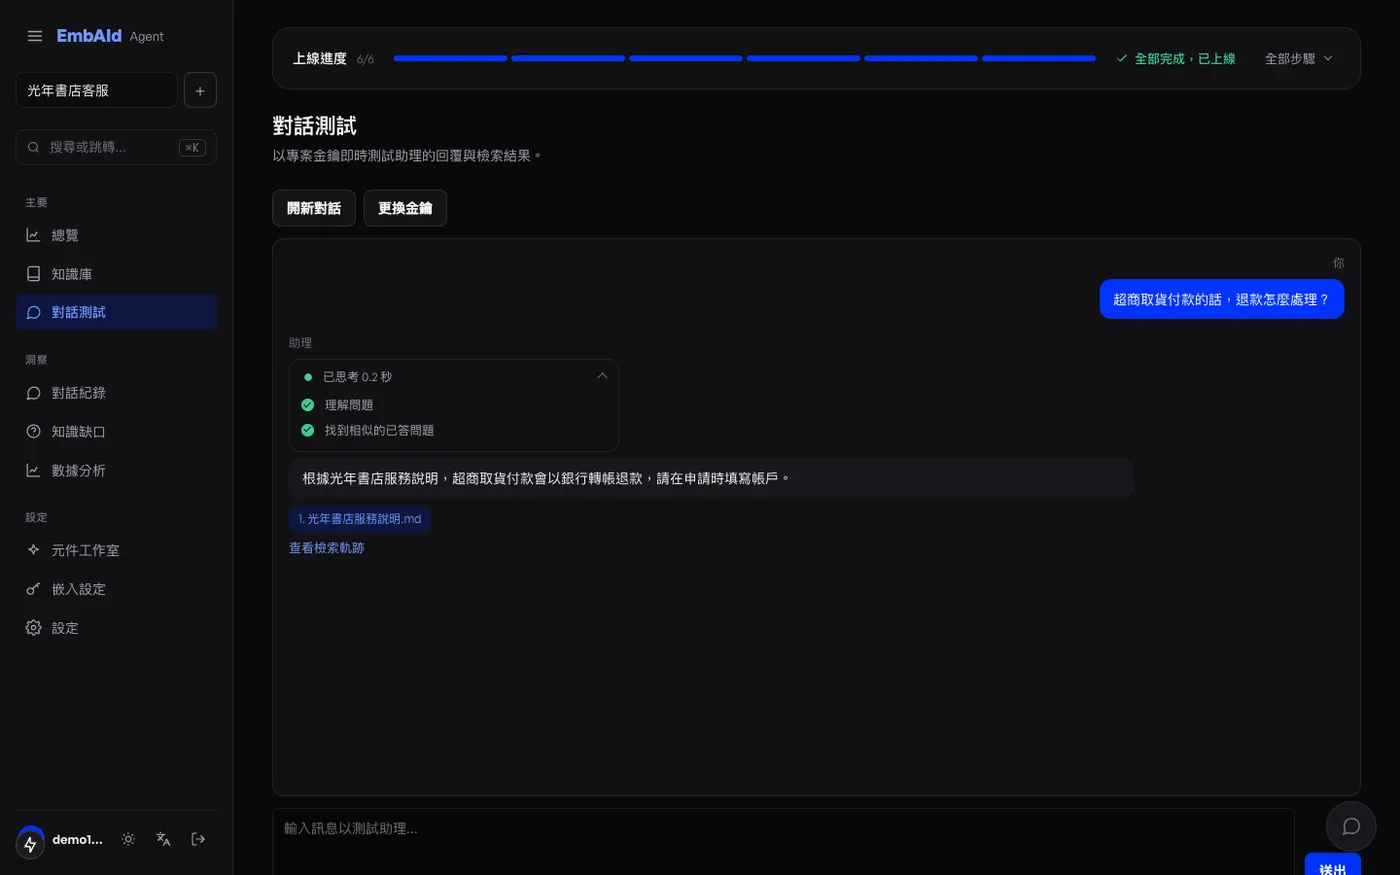 EmbAId Agent
光年書店客服
+
搜尋或跳轉...
⌘K
主要
總覽
知識庫
對話測試
洞察
對話紀錄
知識缺口
數據分析
設定
元件工作室
嵌入設定
設定
demo1...
上線進度 6/6
全部完成，已上線
全部步驟
對話測試
以專案金鑰即時測試助理的回覆與檢索結果。
開新對話
更換金鑰
你
超商取貨付款的話，退款怎麼處理？
助理
已思考 0.2 秒
理解問題
找到相似的已答問題
根據光年書店服務說明，超商取貨付款會以銀行轉帳退款，請在申請時填寫帳戶。
1. 光年書店服務說明.md
查看檢索軌跡
輸入訊息以測試助理...
送出